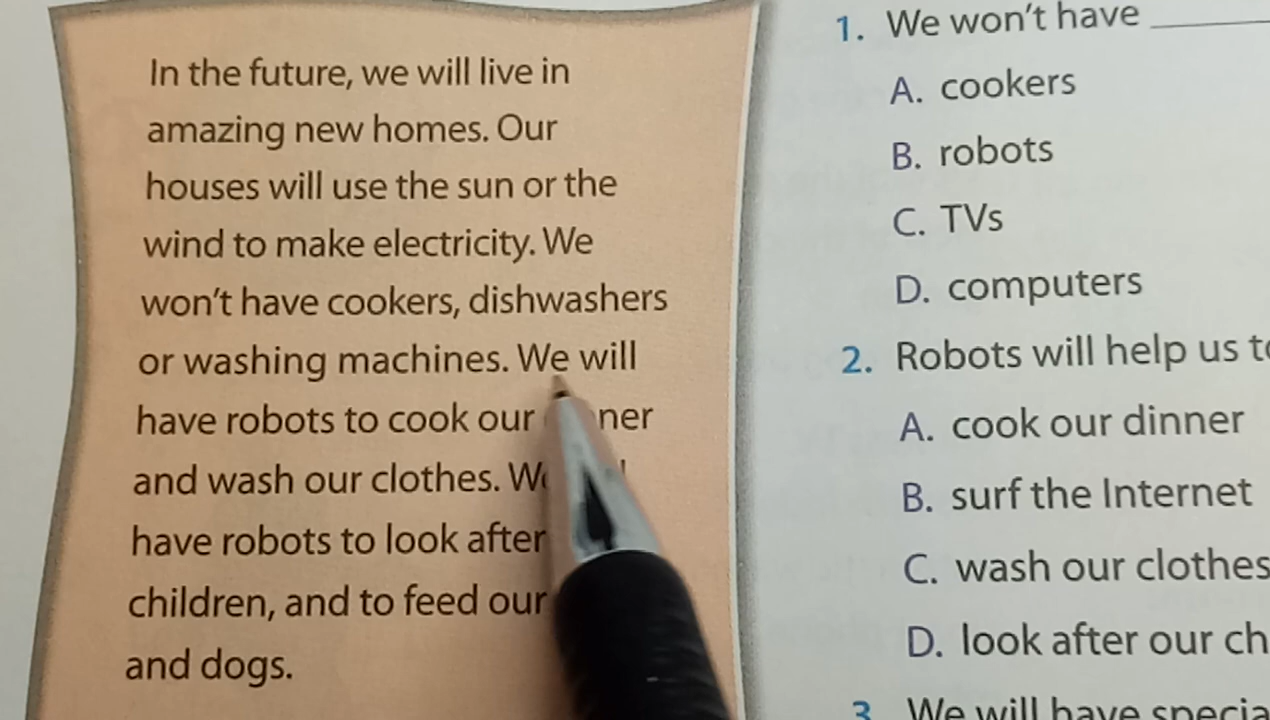 In the future, we will live in
amazing new homes. Our
houses will use the sun or the
wind to make electricity. We
won't have cookers, dishwashers
or washing machines. We will
have robots to cook our
and wash our clothes.
have robots to look after
children, and to feed our
and dogs.
1. We won't have
A. cookers
B. robots
C. TVs
D. computers
2. Robots will help us
A. cook our dinner
B. surf the Internet
C. wash our clothes
D. look after our
3 We will have